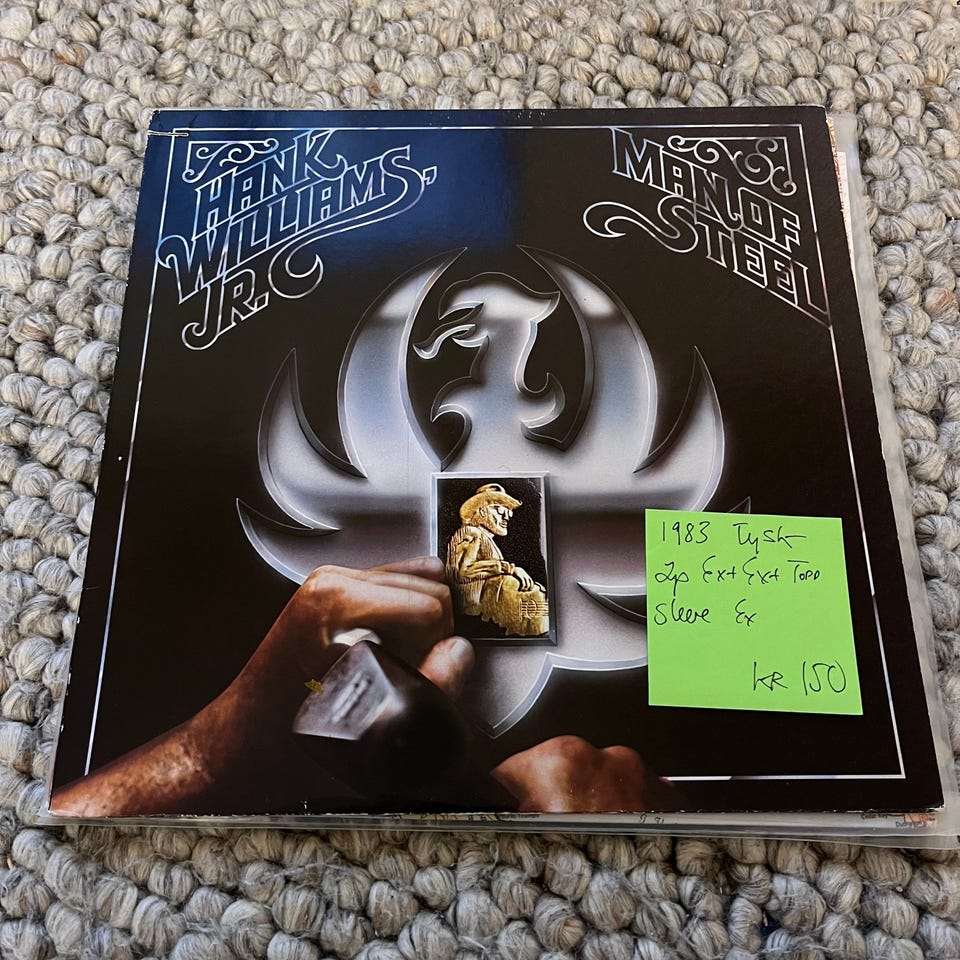 HANK
WILLIAMS,
JR.
MAN OF
STEEL
1983 Tysk
Lp Ex+ Ex+ Topp
Sleeve Ex
KR 150